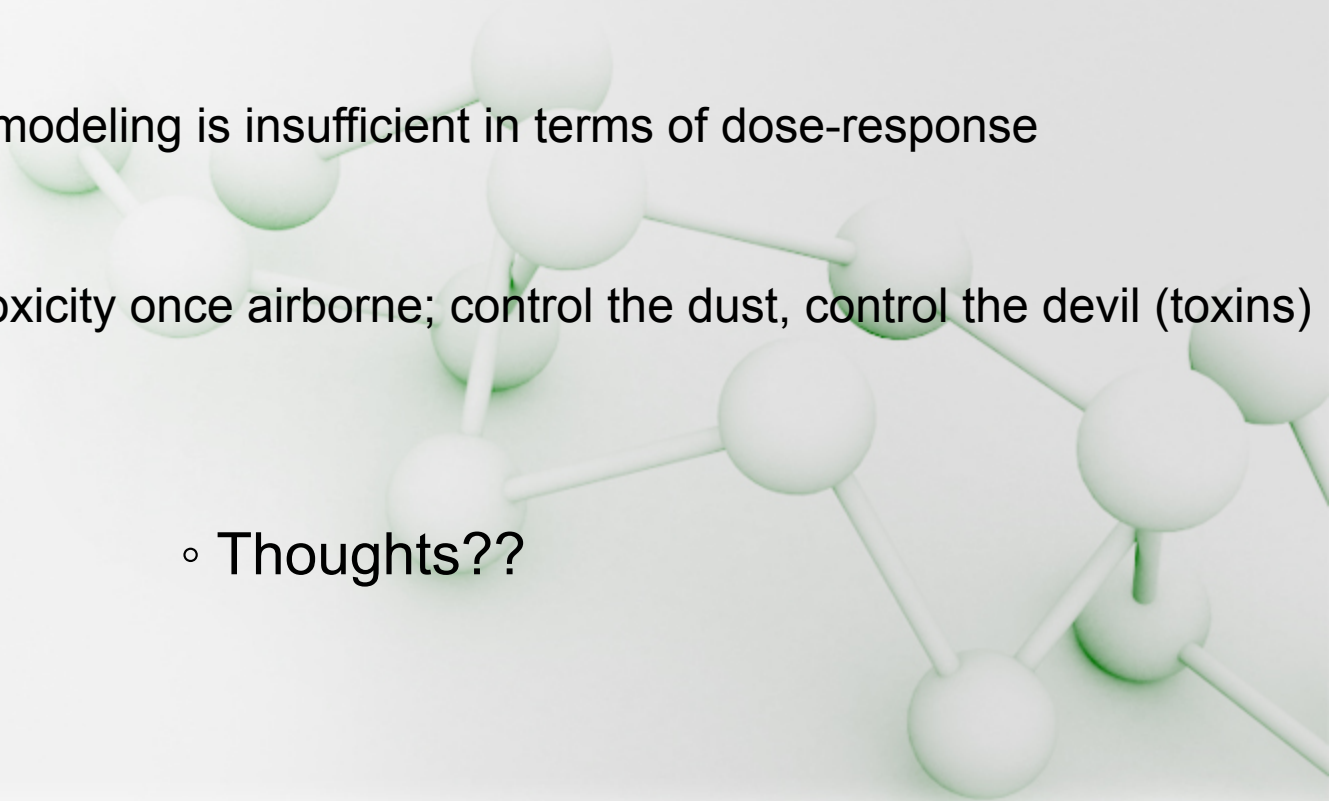 modeling is insufficient in terms of dose-response
oxicity once airborne; control the dust, control the devil (toxins)
◦ Thoughts??